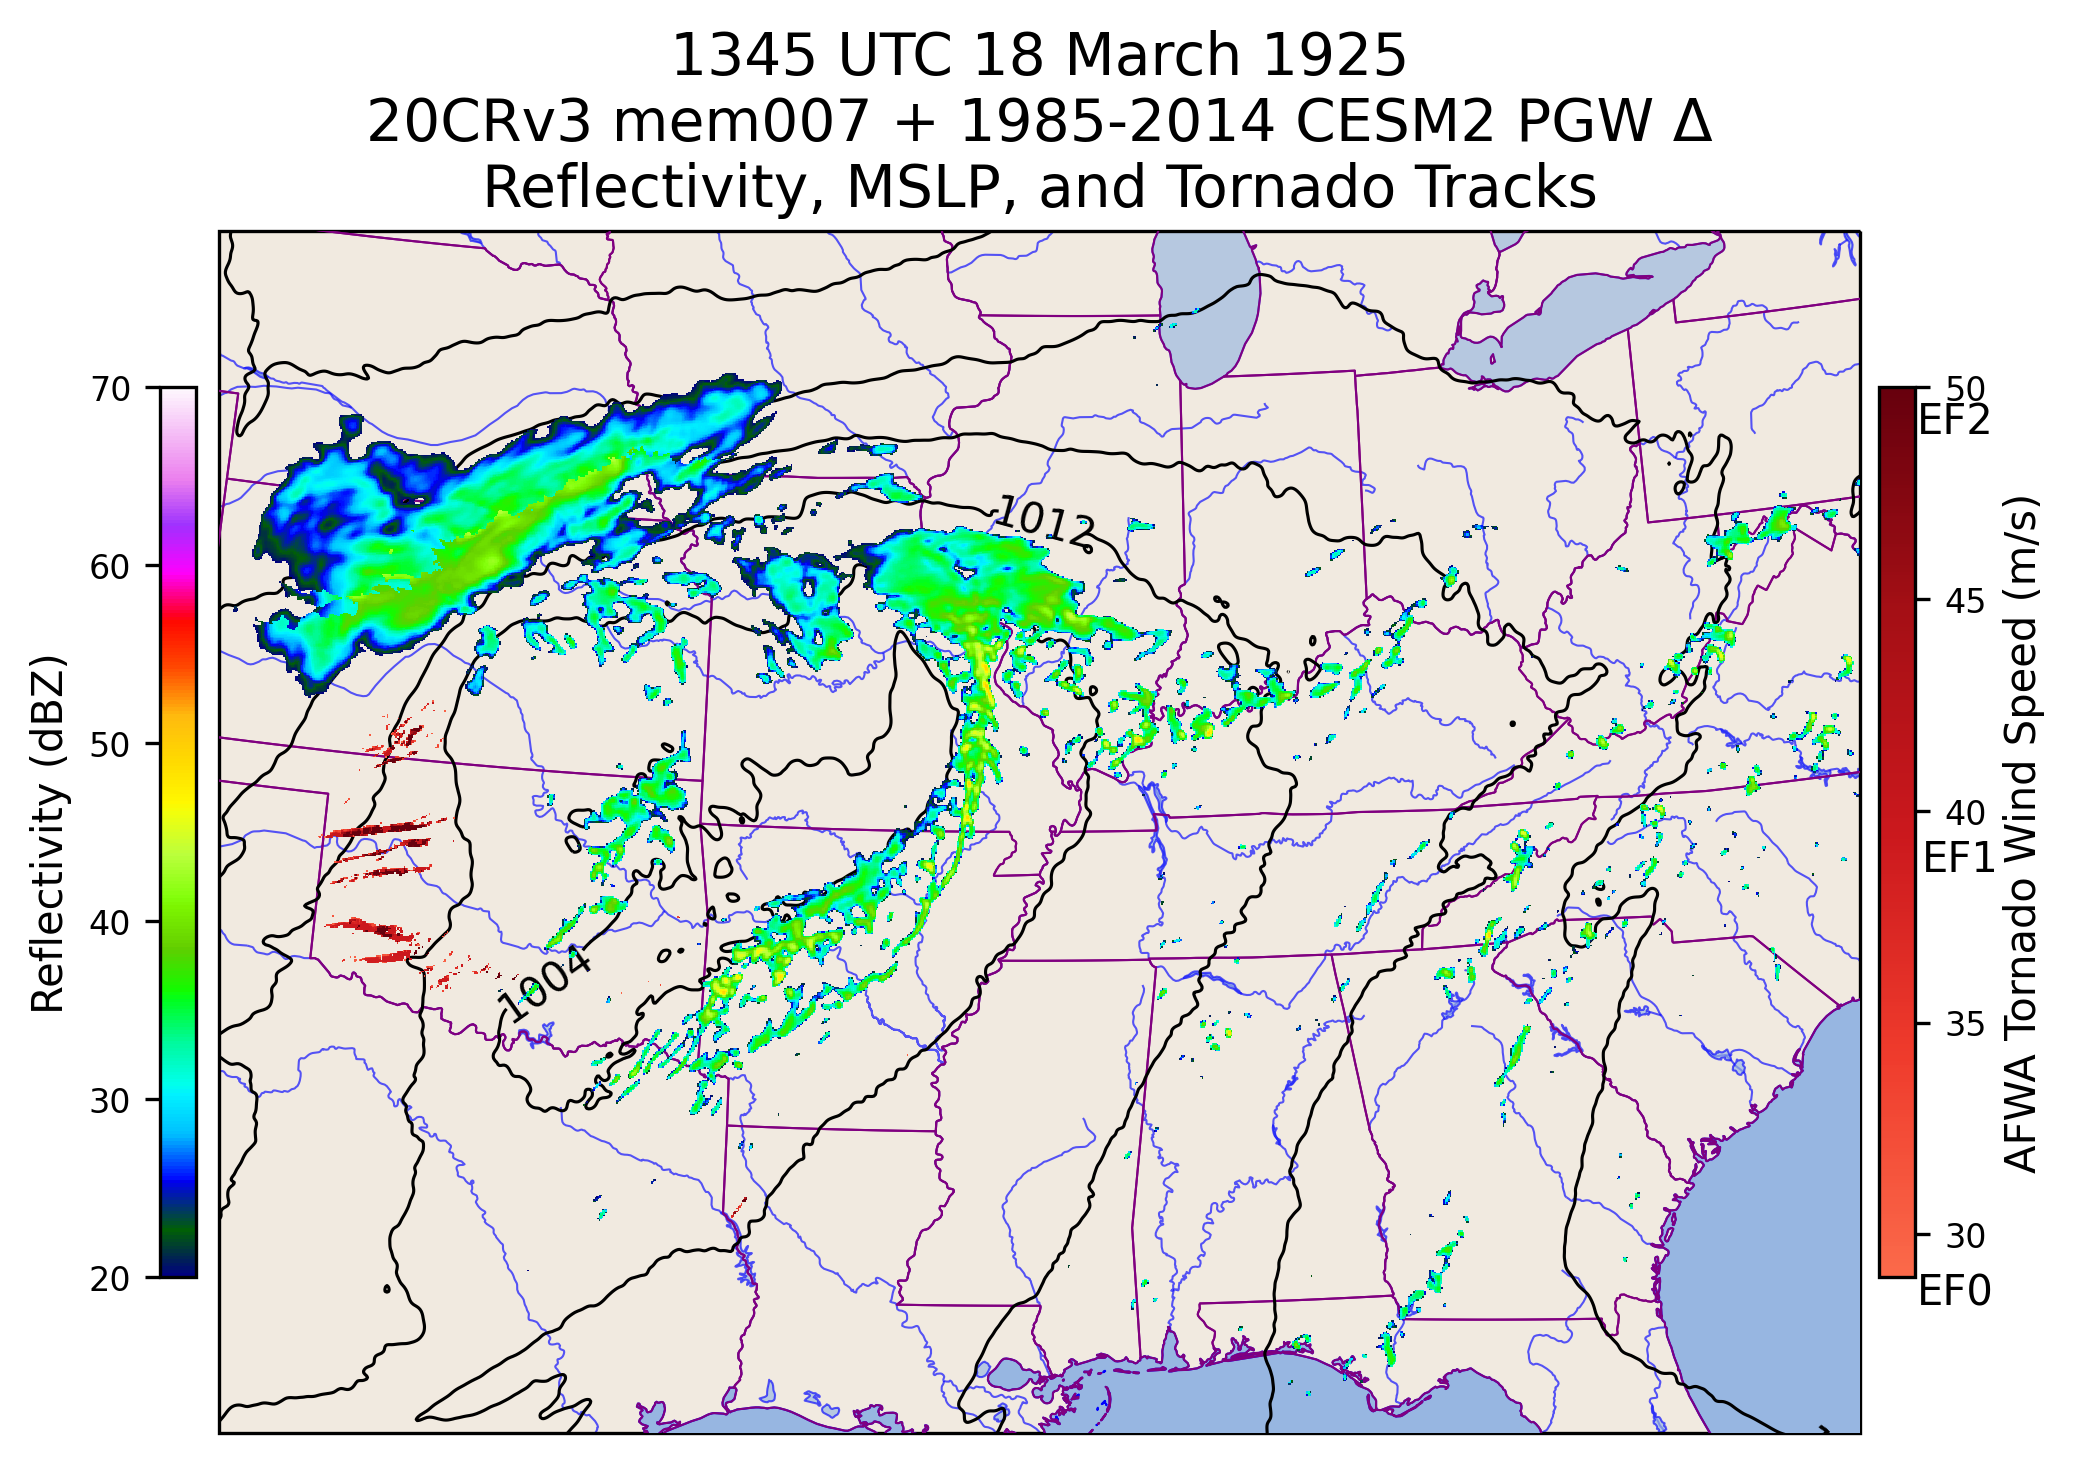 1345 UTC 18 March 1925
20CRv3 mem007 + 1985-2014 CESM2 PGW Δ
Reflectivity, MSLP, and Tornado Tracks
Reflectivity (dBZ)
70
60
50
40
30
20
1012
1004
50
EF2
45
40
EF1
35
30
EF0
AFWA Tornado Wind Speed (m/s)